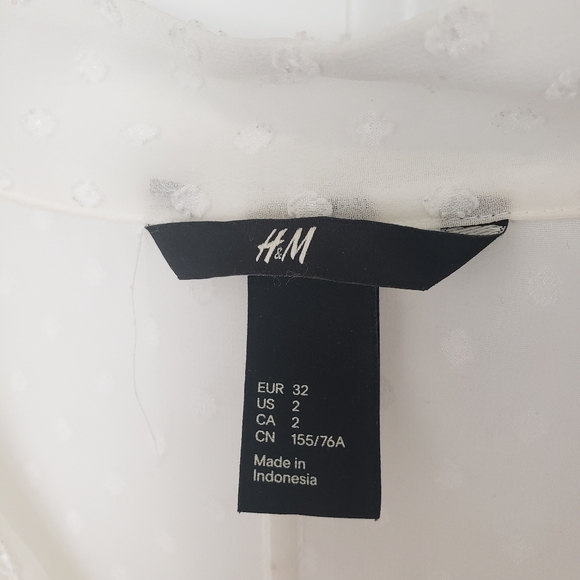 H&M
EUR 32
US 2
CA 2
CN 155/76A
Made in
Indonesia